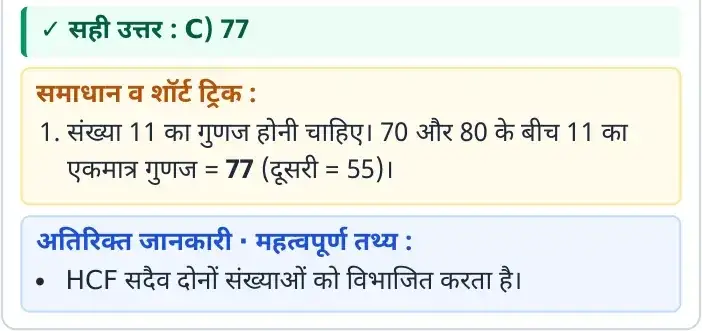 ✓ सही उत्तर : C) 77
समाधान व शॉर्ट ट्रिक :
1. संख्या 11 का गुणज होनी चाहिए। 70 और 80 के बीच 11 का
एकमात्र गुणज = 77 (दूसरी = 55)।
अतिरिक्त जानकारी · महत्वपूर्ण तथ्य :
• HCF सदैव दोनों संख्याओं को विभाजित करता है।